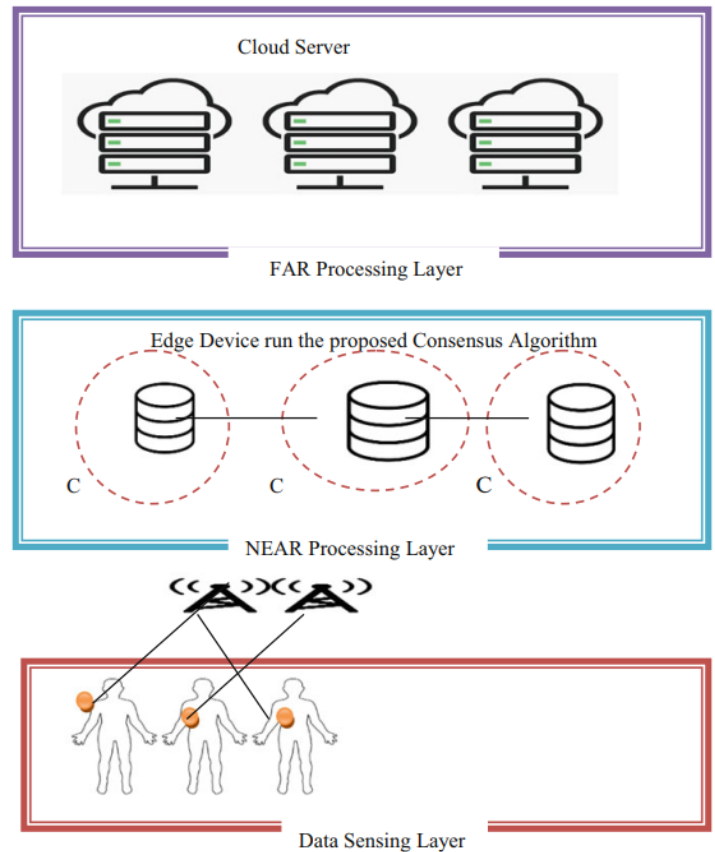 Cloud Server
FAR Processing Layer
Edge Device run the proposed Consensus Algorithm
C
C
C
NEAR Processing Layer
Data Sensing Layer